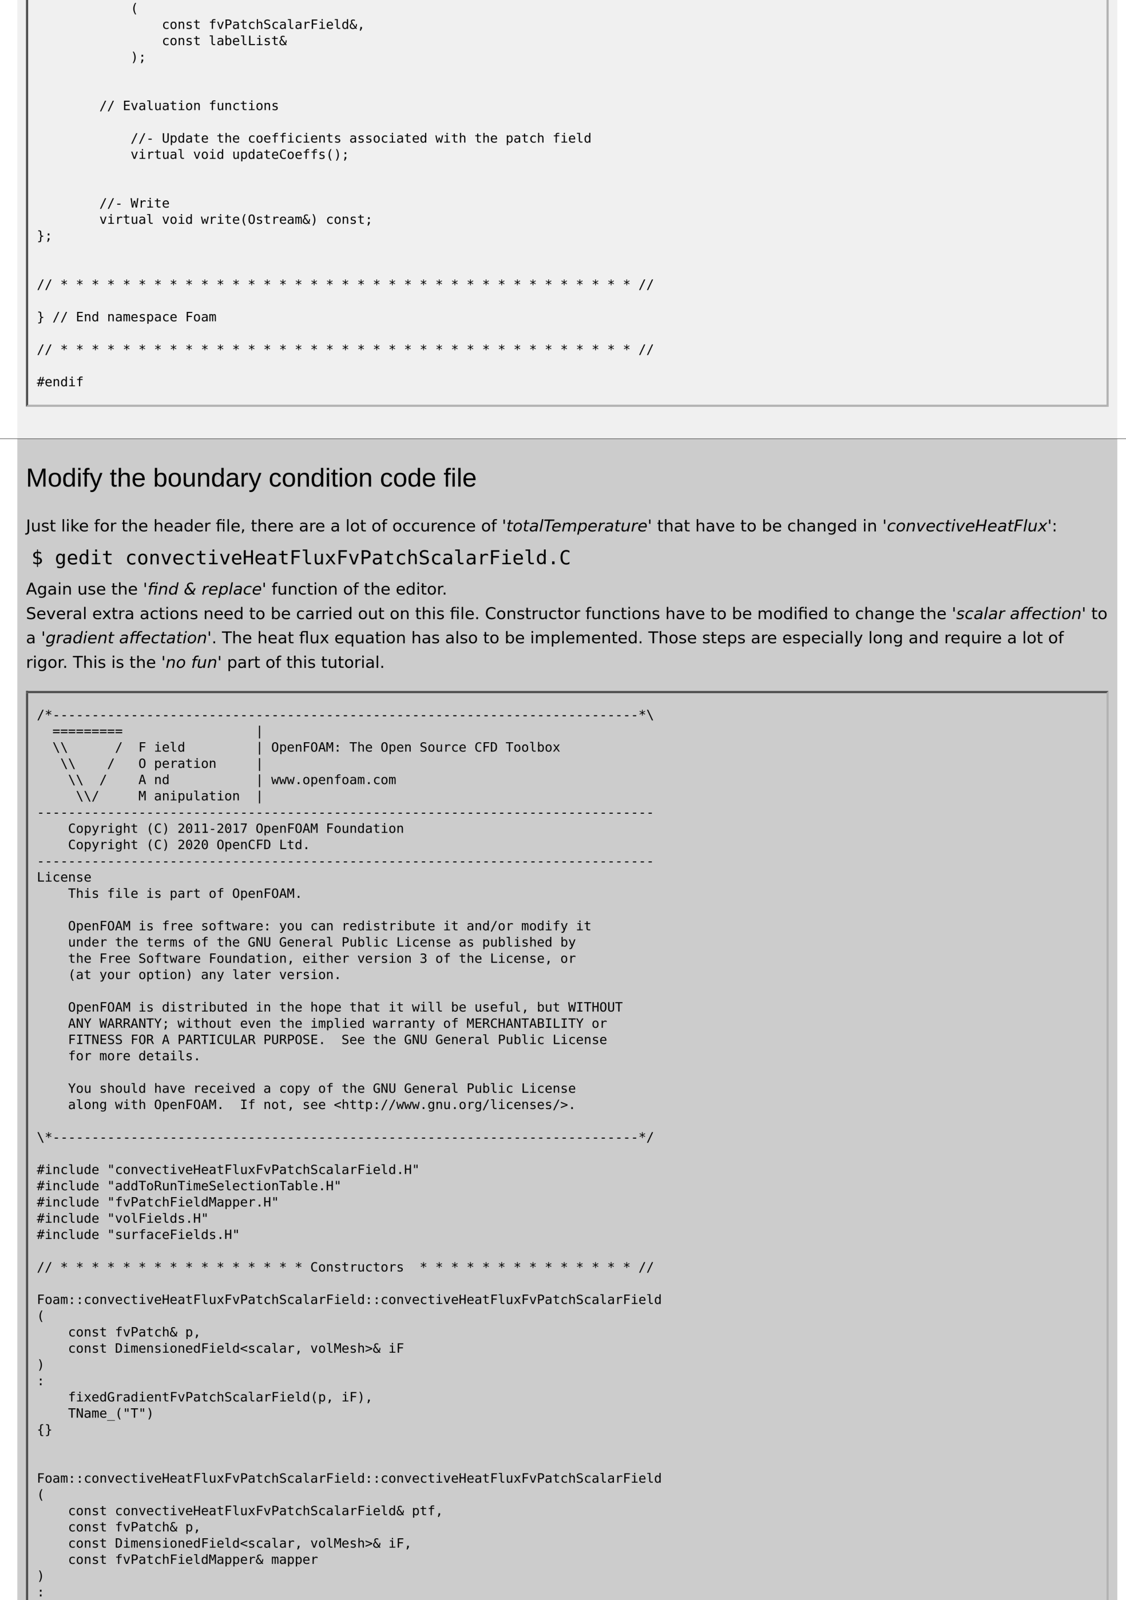 (
                const fvPatchScalarField&,
                const labelList&
            );


        // Evaluation functions

            //- Update the coefficients associated with the patch field
            virtual void updateCoeffs();


        //- Write
        virtual void write(Ostream&) const;
};


// * * * * * * * * * * * * * * * * * * * * * * * * * * * * * * * * * * * * * //

} // End namespace Foam

// * * * * * * * * * * * * * * * * * * * * * * * * * * * * * * * * * * * * * //

#endif

Modify the boundary condition code file
Just like for the header file, there are a lot of occurence of 'totalTemperature' that have to be changed in 'convectiveHeatFlux':
$ gedit convectiveHeatFluxFvPatchScalarField.C
Again use the 'find & replace' function of the editor.
Several extra actions need to be carried out on this file. Constructor functions have to be modified to change the 'scalar affection' to
a 'gradient affectation'. The heat flux equation has also to be implemented. Those steps are especially long and require a lot of
rigor. This is the 'no fun' part of this tutorial.

/*---------------------------------------------------------------------------*\
  =========                 |
  \\      /  F ield         | OpenFOAM: The Open Source CFD Toolbox
   \\    /   O peration     |
    \\  /    A nd           | www.openfoam.com
     \\/     M anipulation  |
-------------------------------------------------------------------------------
    Copyright (C) 2011-2017 OpenFOAM Foundation
    Copyright (C) 2020 OpenCFD Ltd.
-------------------------------------------------------------------------------
License
    This file is part of OpenFOAM.

    OpenFOAM is free software: you can redistribute it and/or modify it
    under the terms of the GNU General Public License as published by
    the Free Software Foundation, either version 3 of the License, or
    (at your option) any later version.

    OpenFOAM is distributed in the hope that it will be useful, but WITHOUT
    ANY WARRANTY; without even the implied warranty of MERCHANTABILITY or
    FITNESS FOR A PARTICULAR PURPOSE.  See the GNU General Public License
    for more details.

    You should have received a copy of the GNU General Public License
    along with OpenFOAM.  If not, see <http://www.gnu.org/licenses/>.

\*---------------------------------------------------------------------------*/

#include "convectiveHeatFluxFvPatchScalarField.H"
#include "addToRunTimeSelectionTable.H"
#include "fvPatchFieldMapper.H"
#include "volFields.H"
#include "surfaceFields.H"

// * * * * * * * * * * * * * * * * Constructors  * * * * * * * * * * * * * * //

Foam::convectiveHeatFluxFvPatchScalarField::convectiveHeatFluxFvPatchScalarField
(
    const fvPatch& p,
    const DimensionedField<scalar, volMesh>& iF
)
:
    fixedGradientFvPatchScalarField(p, iF),
    TName_("T")
{}


Foam::convectiveHeatFluxFvPatchScalarField::convectiveHeatFluxFvPatchScalarField
(
    const convectiveHeatFluxFvPatchScalarField& ptf,
    const fvPatch& p,
    const DimensionedField<scalar, volMesh>& iF,
    const fvPatchFieldMapper& mapper
)
: